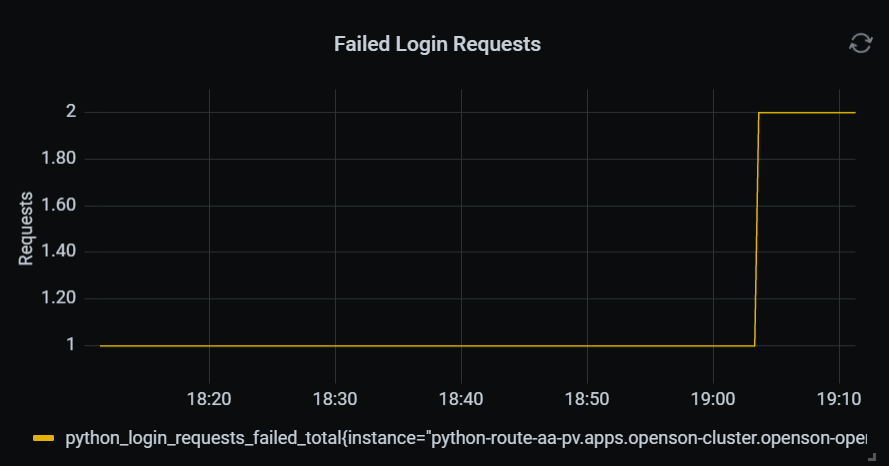 Failed Login Requests
Requests
2
1.80
1.60
1.40
1.20
1
18:20 18:30 18:40 18:50 19:00 19:10
python_login_requests_failed_total{instance="python-route-aa-pv.apps.openson-cluster.openson-oper